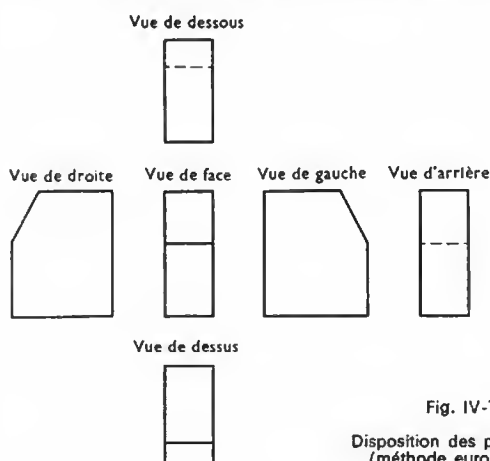 Vue de dessous
Vue de droite Vue de face Vue de gauche Vue d'arrière
Vue de dessus
Fig. IV-
Disposition des
(méthode